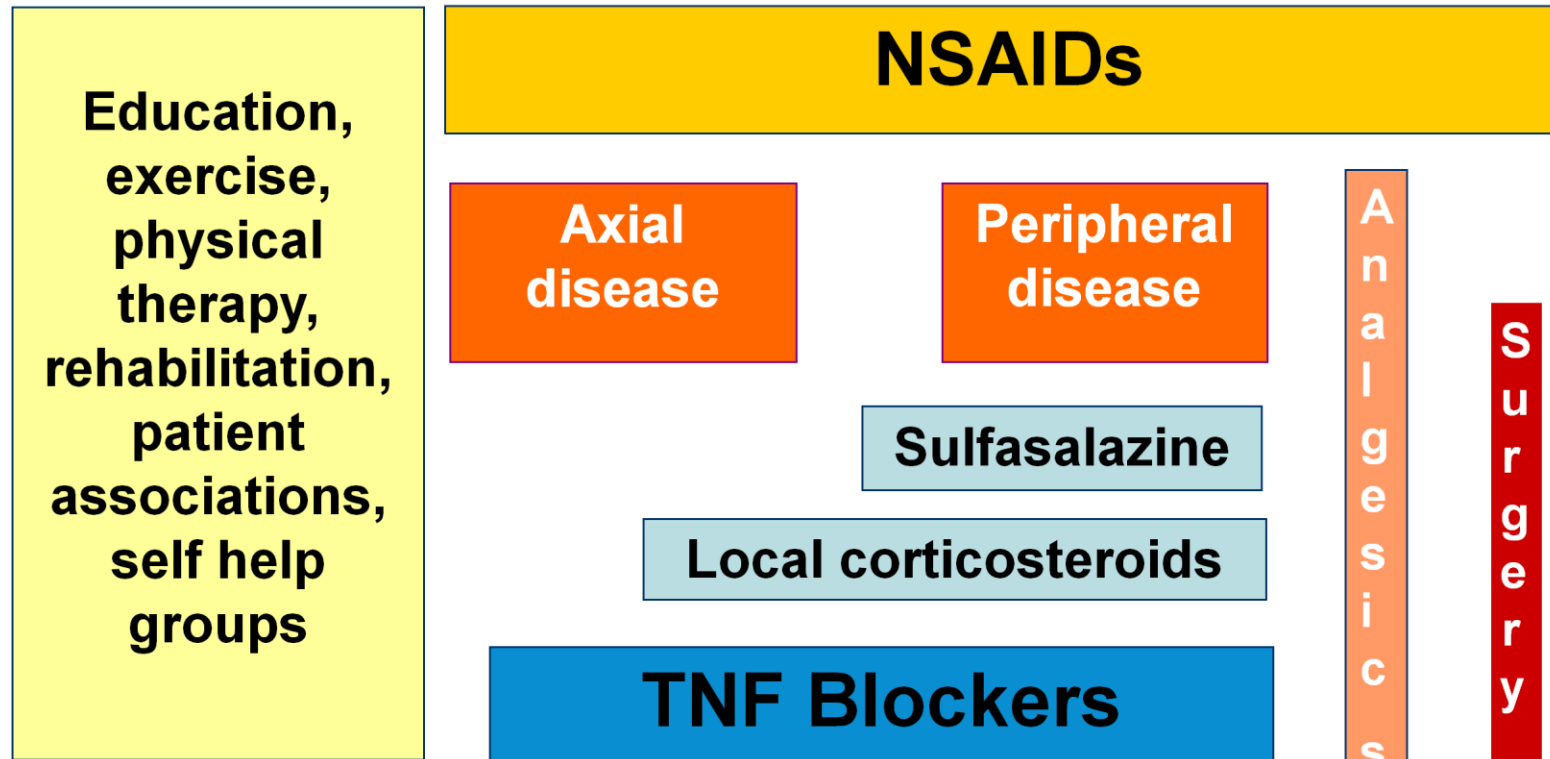 Education,
exercise,
physical
therapy,
rehabilitation,
patient
associations,
self help
groups
NSAIDs
Axial
disease
Peripheral
disease
Sulfasalazine
Local corticosteroids
TNF Blockers
Analgesics
Surgery